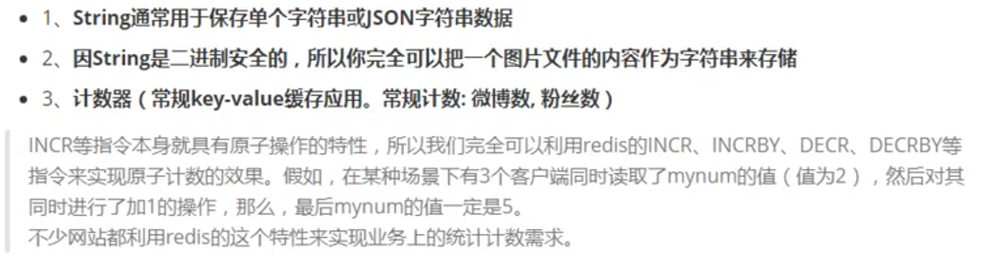 1、String通常用于保存单个字符串或JSON字符串数据
2、因String是二进制安全的，所以你完全可以把一个图片文件的内容作为字符串来存储
3、计数器（常规key-value缓存应用。常规计数: 微博数, 粉丝数）
INCR等指令本身就具有原子操作的特性，所以我们完全可以利用redis的INCR、INCRBY、DECR、DECRBY等
指令来实现原子计数的效果。假如，在某种场景下有3个客户端同时读取了mynum的值（值为2），然后对其
同时进行了加1的操作，那么，最后mynum的值一定是5。
不少网站都利用redis的这个特性来实现业务上的统计计数需求。